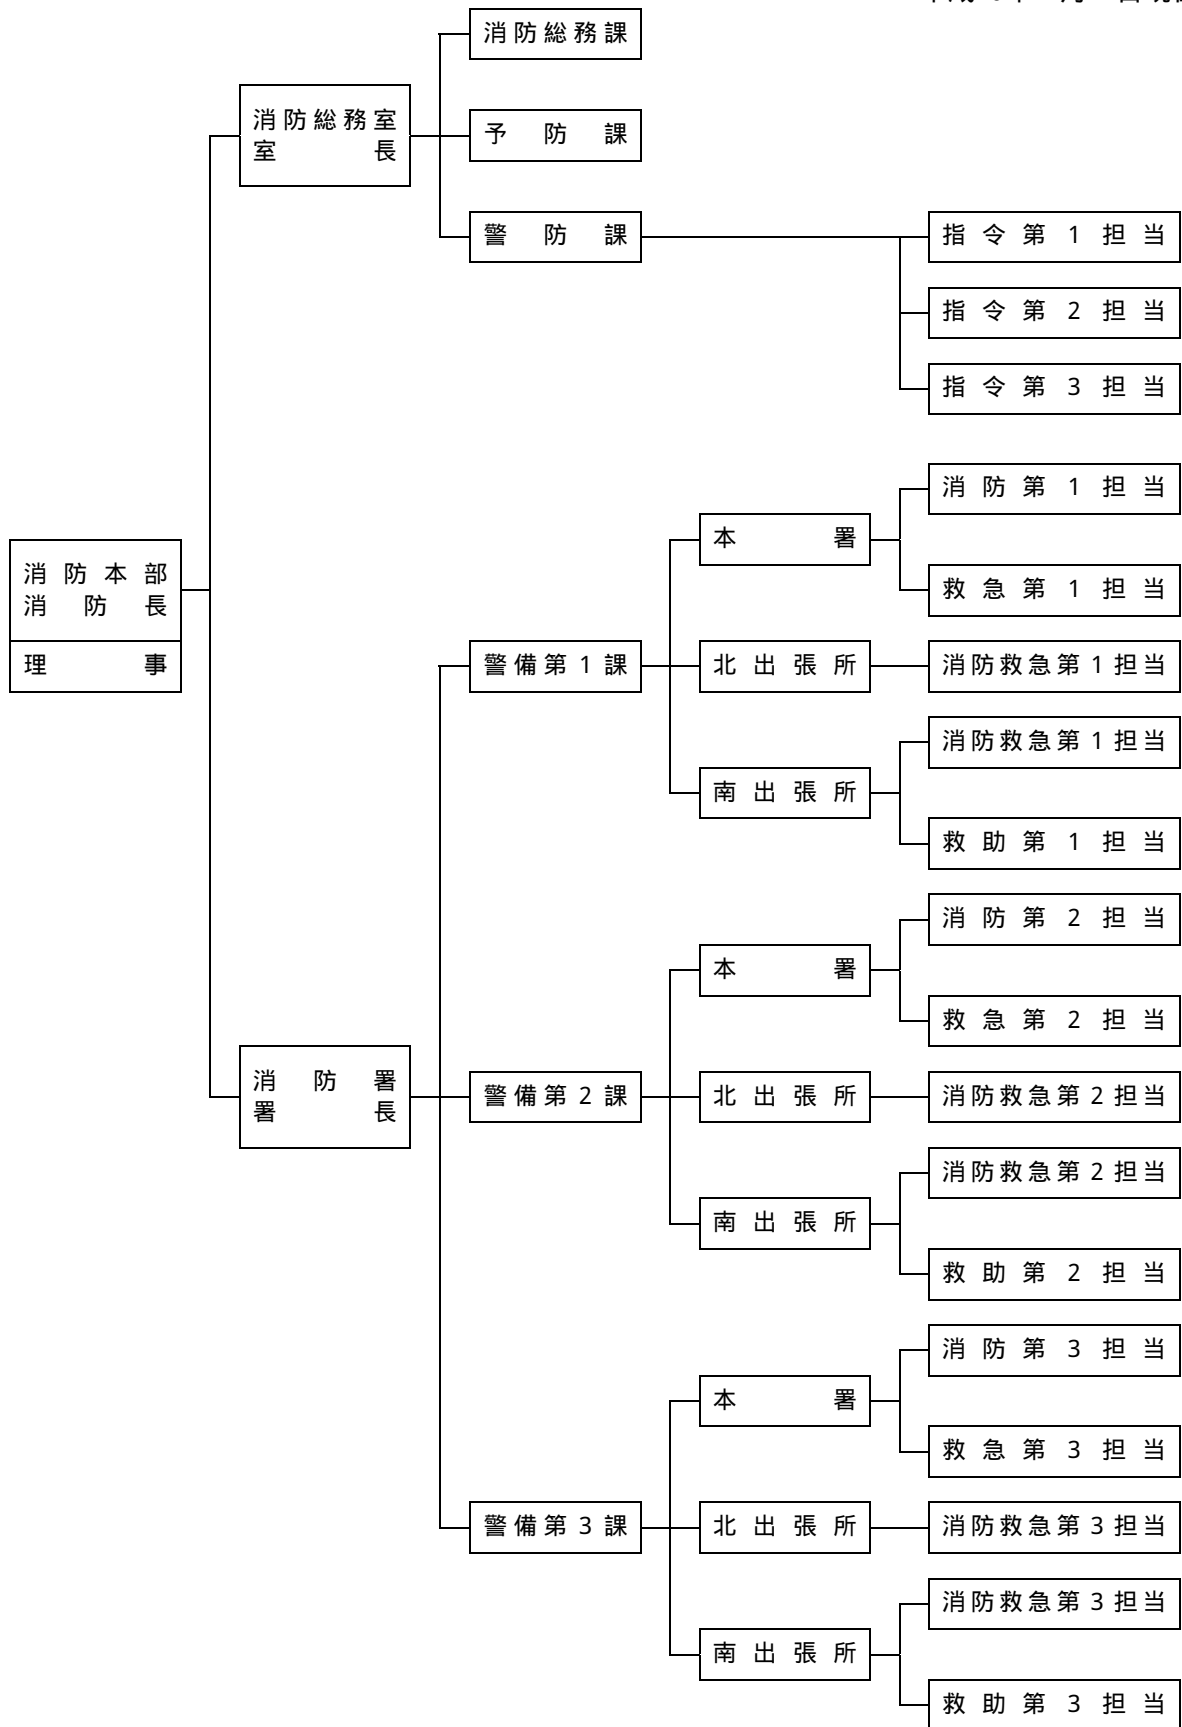 消防総務課
消防総務室
室長
予防課
警防課
指令第1担当
指令第2担当
指令第3担当
消防本部
消防長
理事
消防第1担当
本署
救急第1担当
警備第1課
北出張所
消防救急第1担当
消防救急第1担当
南出張所
救助第1担当
消防第2担当
本署
救急第2担当
消防署
署長
警備第2課
北出張所
消防救急第2担当
消防救急第2担当
南出張所
救助第2担当
消防第3担当
本署
救急第3担当
警備第3課
北出張所
消防救急第3担当
消防救急第3担当
南出張所
救助第3担当